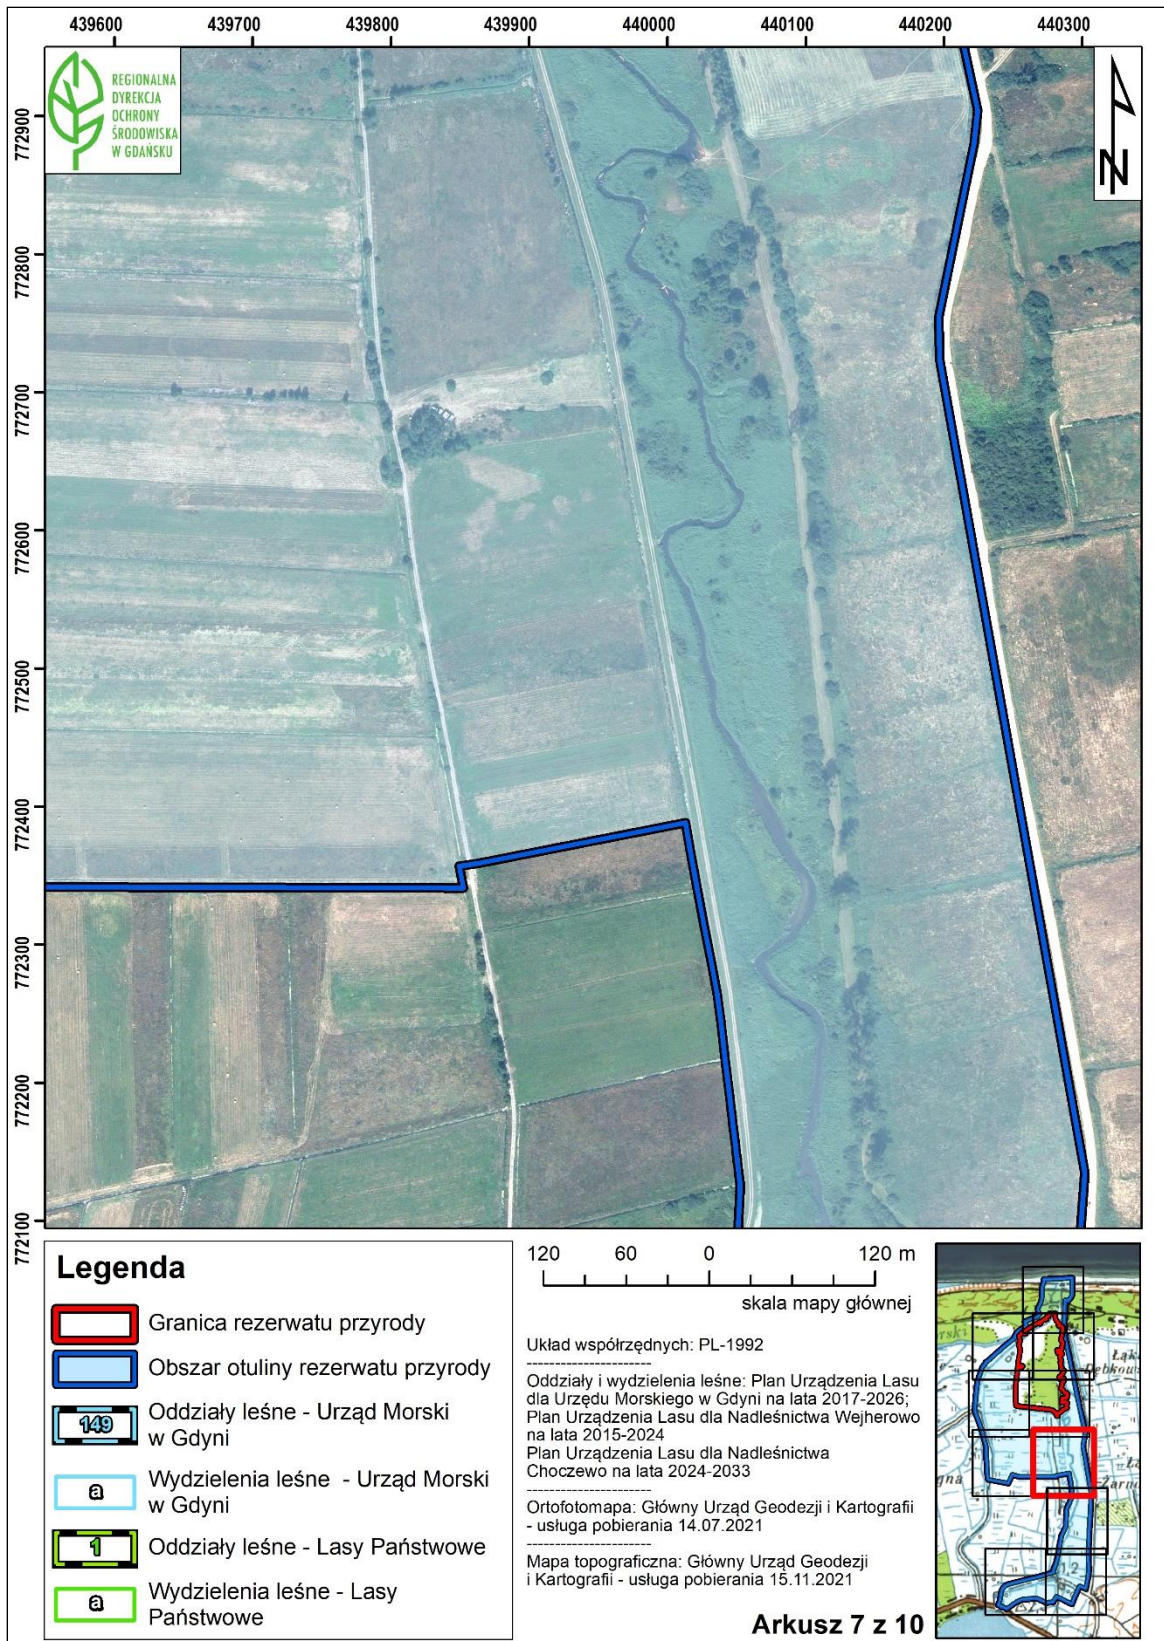 439600
439700
439800
439900
440000
440100
440200
440300
772900
772800
772700
772600
772500
772400
772300
772200
772100
REGIONALNA
DYREKCJA
OCHRONY
ŚRODOWISKA
W GDAŃSKU
N
Legenda
Granica rezerwatu przyrody
Obszar otuliny rezerwatu przyrody
149
Oddziały leśne - Urząd Morski
w Gdyni
a
Wydzielenia leśne - Urząd Morski
w Gdyni
1
Oddziały leśne - Lasy Państwowe
a
Wydzielenia leśne - Lasy
Państwowe
120 60 0 120 m
skala mapy głównej
Układ współrzędnych: PL-1992
----------------------
Oddziały i wydzielenia leśne: Plan Urządzenia Lasu
dla Urzędu Morskiego w Gdyni na lata 2017-2026;
Plan Urządzenia Lasu dla Nadleśnictwa Wejherowo
na lata 2015-2024
Plan Urządzenia Lasu dla Nadleśnictwa
Choczewo na lata 2024-2033
----------------------
Ortofotomapa: Główny Urząd Geodezji i Kartografii
- usługa pobierania 14.07.2021
----------------------
Mapa topograficzna: Główny Urząd Geodezji
i Kartografii - usługa pobierania 15.11.2021
Arkusz 7 z 10